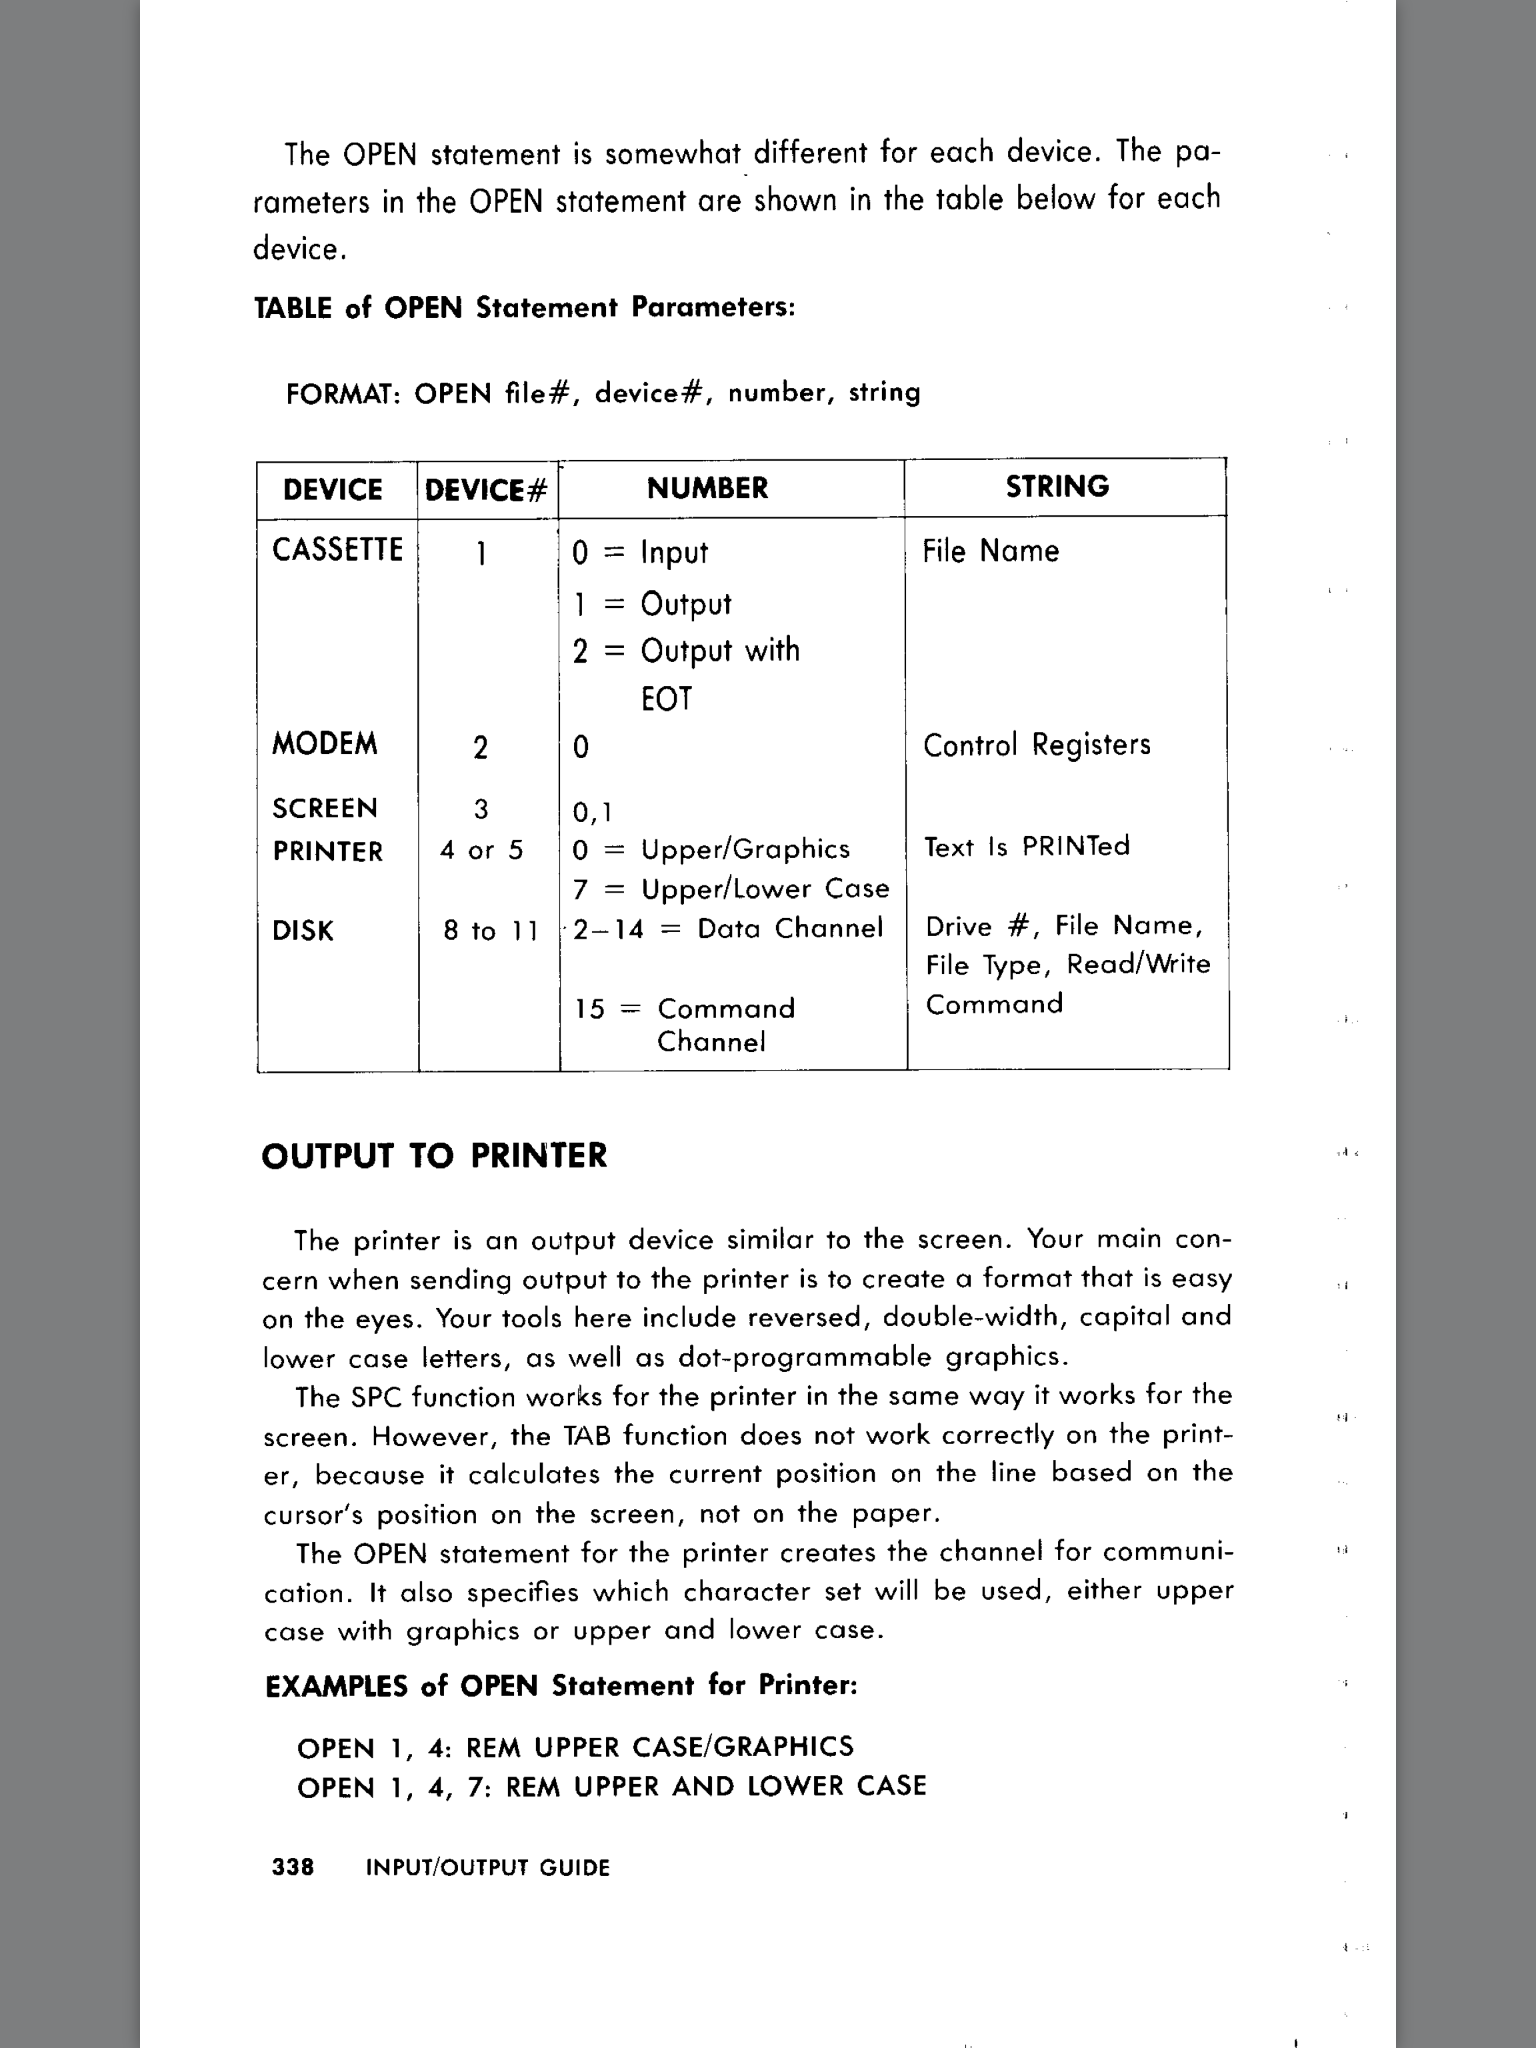 The OPEN statement is somewhat different for each device. The pa-
rameters in the OPEN statement are shown in the table below for each
device.
TABLE of OPEN Statement Parameters:
FORMAT: OPEN file#, device#, number, string
DEVICE DEVICE# NUMBER STRING
CASSETTE 1 0 = Input File Name
1 = Output
2 = Output with
EOT
MODEM 2 0 Control Registers
SCREEN 3 0,1
PRINTER 4 or 5 0 = Upper/Graphics Text Is PRINTed
7 = Upper/Lower Case
DISK 8 to 11 2–14 = Data Channel Drive #, File Name,
File Type, Read/Write
15 = Command Command
Channel
OUTPUT TO PRINTER
The printer is an output device similar to the screen. Your main con-
cern when sending output to the printer is to create a format that is easy
on the eyes. Your tools here include reversed, double-width, capital and
lower case letters, as well as dot-programmable graphics.
The SPC function works for the printer in the same way it works for the
screen. However, the TAB function does not work correctly on the print-
er, because it calculates the current position on the line based on the
cursor's position on the screen, not on the paper.
The OPEN statement for the printer creates the channel for communi-
cation. It also specifies which character set will be used, either upper
case with graphics or upper and lower case.
EXAMPLES of OPEN Statement for Printer:
OPEN 1, 4: REM UPPER CASE/GRAPHICS
OPEN 1, 4, 7: REM UPPER AND LOWER CASE
338 INPUT/OUTPUT GUIDE